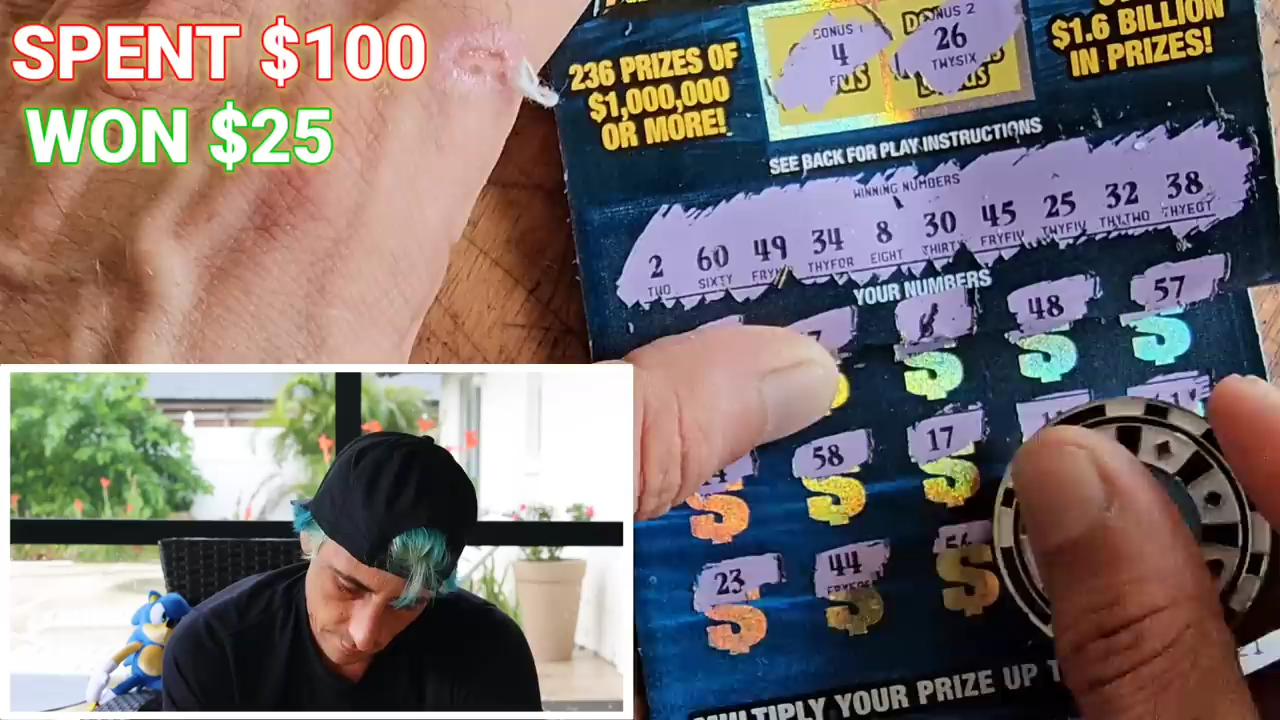 SPENT $100
WON $25
236 PRIZES OF
$1,000,000
OR MORE!
BONUS 1
4
BONUS 2
26
TWYSIX
$1.6 BILLION
IN PRIZES!
SEE BACK FOR PLAY INSTRUCTIONS
WINNING NUMBERS
2 60 49 34 8 30 45 25 32 38
TWO SIXTY THYFOR EIGHT THIRTY FRYFIV TWYFIV THYTWO THYEGT
YOUR NUMBERS
48 57
$ $ $
58 17
$ $ $
23 44
$ $ $
MULTIPLY YOUR PRIZE UP